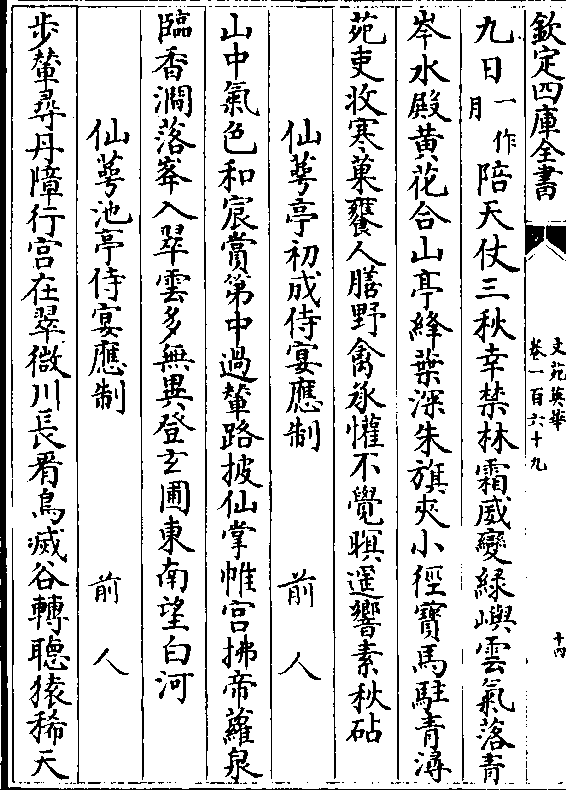 欽定四庫全書
文苑英華
卷一百六十九
十四
九日一作月陪天仗三秋幸禁林霜威變綠嶼雲氣落青
岑水殿黃花合山亭絳葉深朱旗夾小徑寶馬駐青潯
苑吏收寒菓饔人膳野禽承懽不覺暝遥響素秋砧
仙萼亭初成侍宴應制 前人
山中氣色和宸賞第中過輦路披仙掌帷宮拂帝蘿泉
臨香澗落峯入翠雲多無異登玄圃東南望白河
仙萼池亭侍宴應制 前人
步輦尋丹障行宮在翠微川長看鳥滅谷轉聽猿稀天